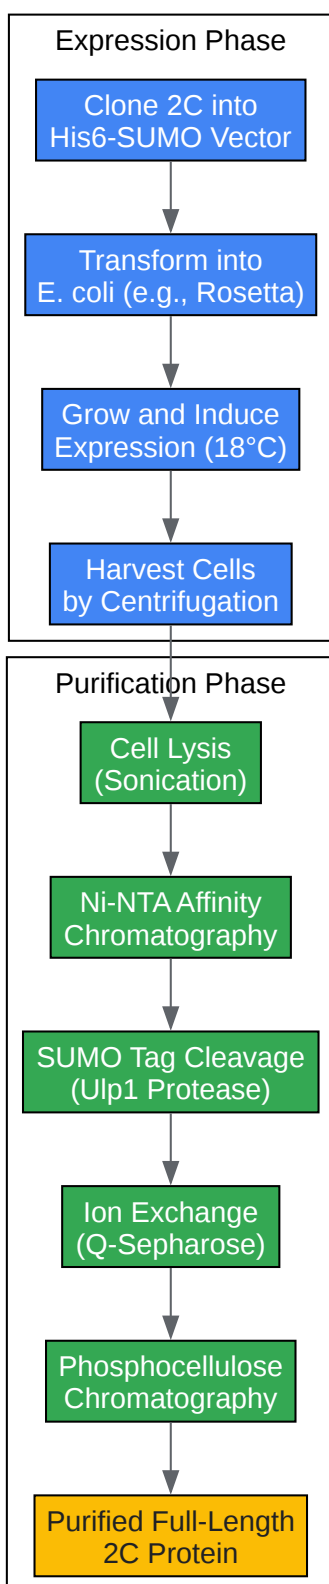 Expression Phase
Clone 2C into
His6-SUMO Vector
Transform into
E. coli (e.g., Rosetta)
Grow and Induce
Expression (18°C)
Harvest Cells
by Centrifugation
Purification Phase
Cell Lysis
(Sonication)
Ni-NTA Affinity
Chromatography
SUMO Tag Cleavage
(Ulp1 Protease)
Ion Exchange
(Q-Sepharose)
Phosphocellulose
Chromatography
Purified Full-Length
2C Protein